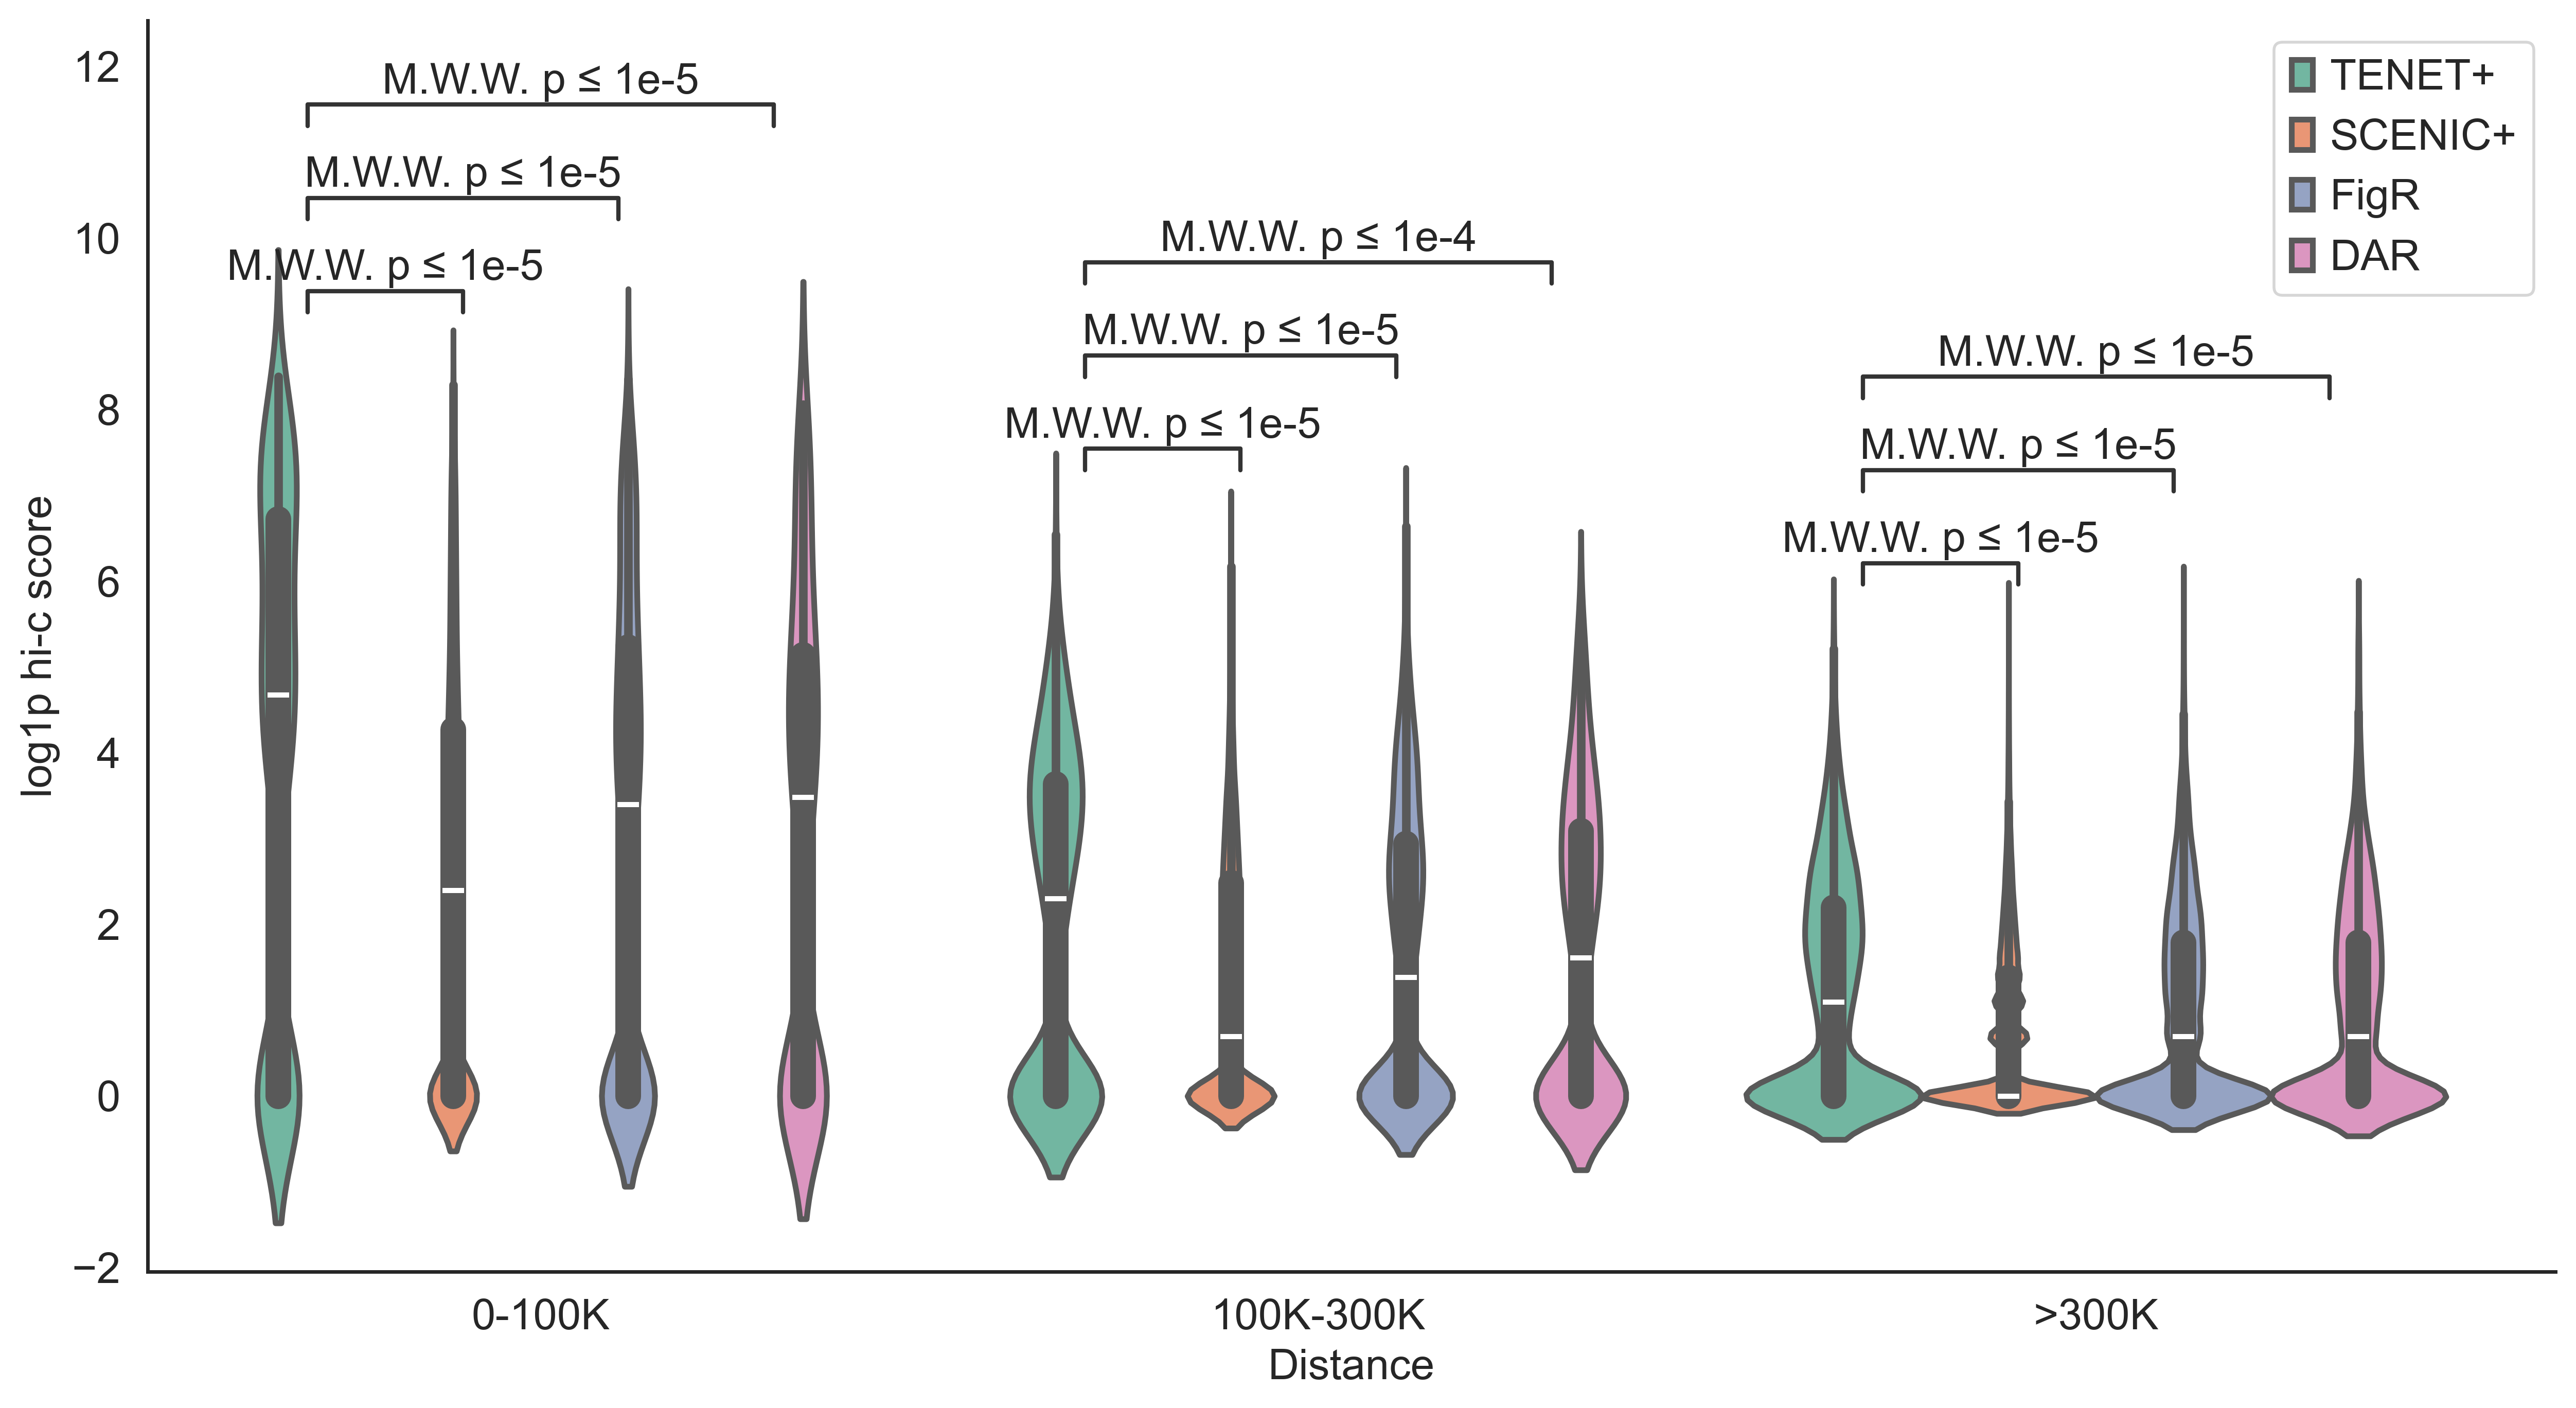 12
10
8
6
4
2
0
−2
log1p hi-c score
M.W.W. p ≤ 1e-5
M.W.W. p ≤ 1e-5
M.W.W. p ≤ 1e-5
M.W.W. p ≤ 1e-4
M.W.W. p ≤ 1e-5
M.W.W. p ≤ 1e-5
M.W.W. p ≤ 1e-5
M.W.W. p ≤ 1e-5
M.W.W. p ≤ 1e-5
TENET+
SCENIC+
FigR
DAR
0-100K
100K-300K
>300K
Distance